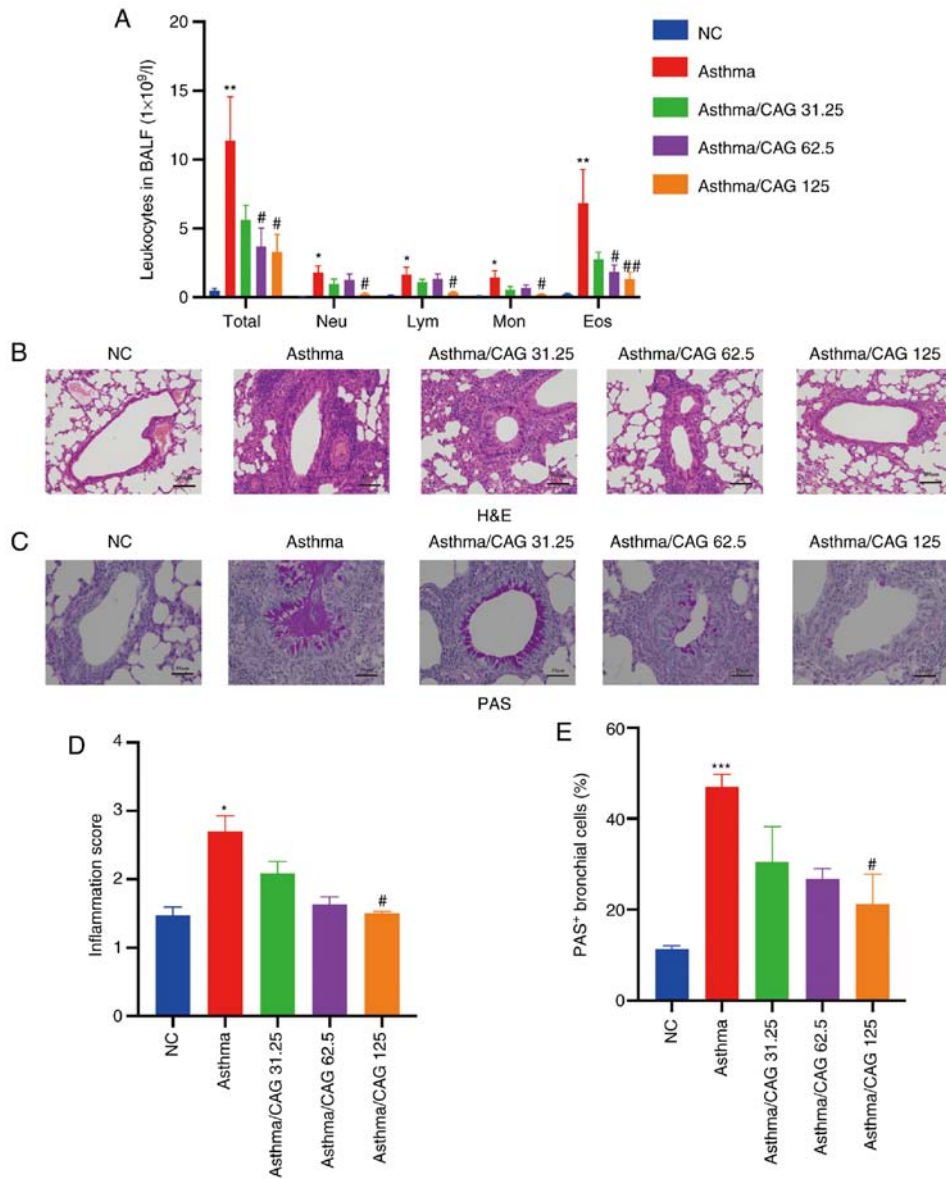 A
Leukocytes in BALF (1×10⁹/l)
20
15
10
5
0
**
#
#
*
#
*
#
*
#
**
#
##
Total Neu Lym Mon Eos
NC
Asthma
Asthma/CAG 31.25
Asthma/CAG 62.5
Asthma/CAG 125
B
NC Asthma Asthma/CAG 31.25 Asthma/CAG 62.5 Asthma/CAG 125
H&E
C
NC Asthma Asthma/CAG 31.25 Asthma/CAG 62.5 Asthma/CAG 125
PAS
D
Inflammation score
4
3
2
1
0
*
#
NC
Asthma
Asthma/CAG 31.25
Asthma/CAG 62.5
Asthma/CAG 125
E
PAS⁺ bronchial cells (%)
60
40
20
0
***
#
NC
Asthma
Asthma/CAG 31.25
Asthma/CAG 62.5
Asthma/CAG 125